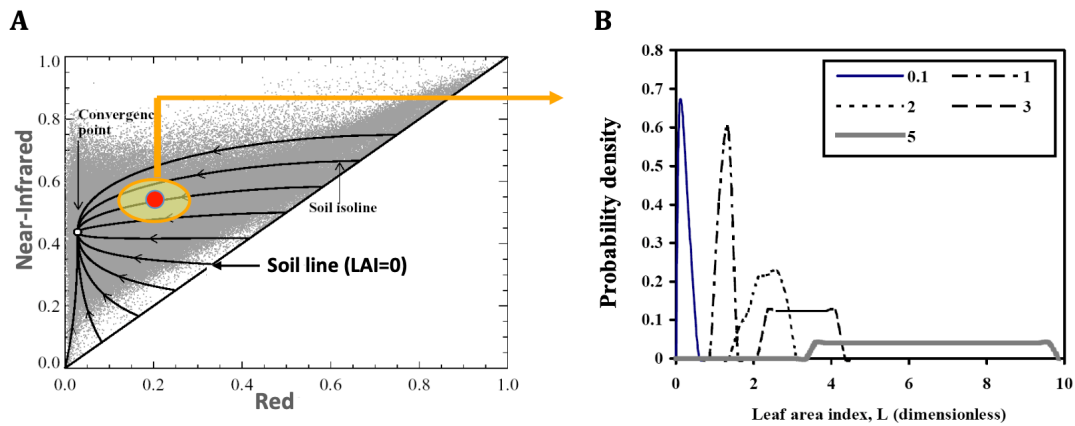 A
B
1.0
0.8
0.6
0.4
0.2
0.0
Near-Infrared
Convergenc
point
Soil isoline
Soil line (LAI=0)
0.0 0.2 0.4 0.6 0.8 1.0
Red
0.8
0.7
0.6
0.5
0.4
0.3
0.2
0.1
0
Probability density
0.1 1
2 3
5
0 2 4 6 8 10
Leaf area index, L (dimensionless)